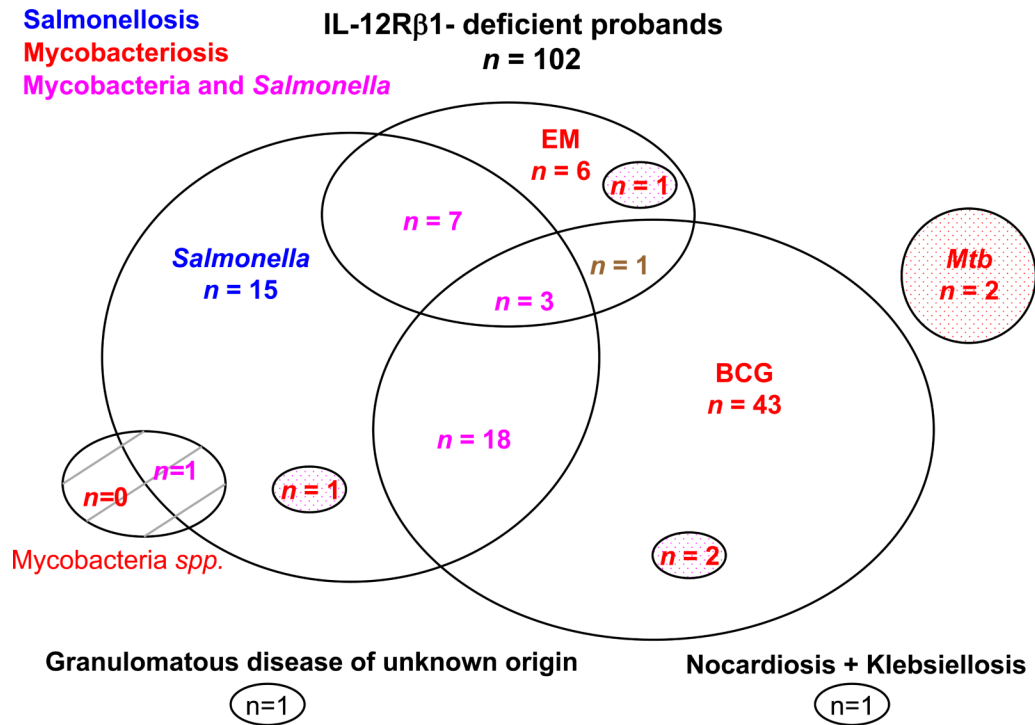 Salmonellosis
Mycobacteriosis
Mycobacteria and Salmonella
IL-12Rβ1- deficient probands
n = 102
EM
n = 6
n = 1
n = 7
Salmonella
n = 15
n = 1
n = 3
Mtb
n = 2
BCG
n = 43
n = 18
n=1
n=0
n = 1
n = 2
Mycobacteria spp.
Granulomatous disease of unknown origin
n=1
Nocardiosis + Klebsiellosis
n=1